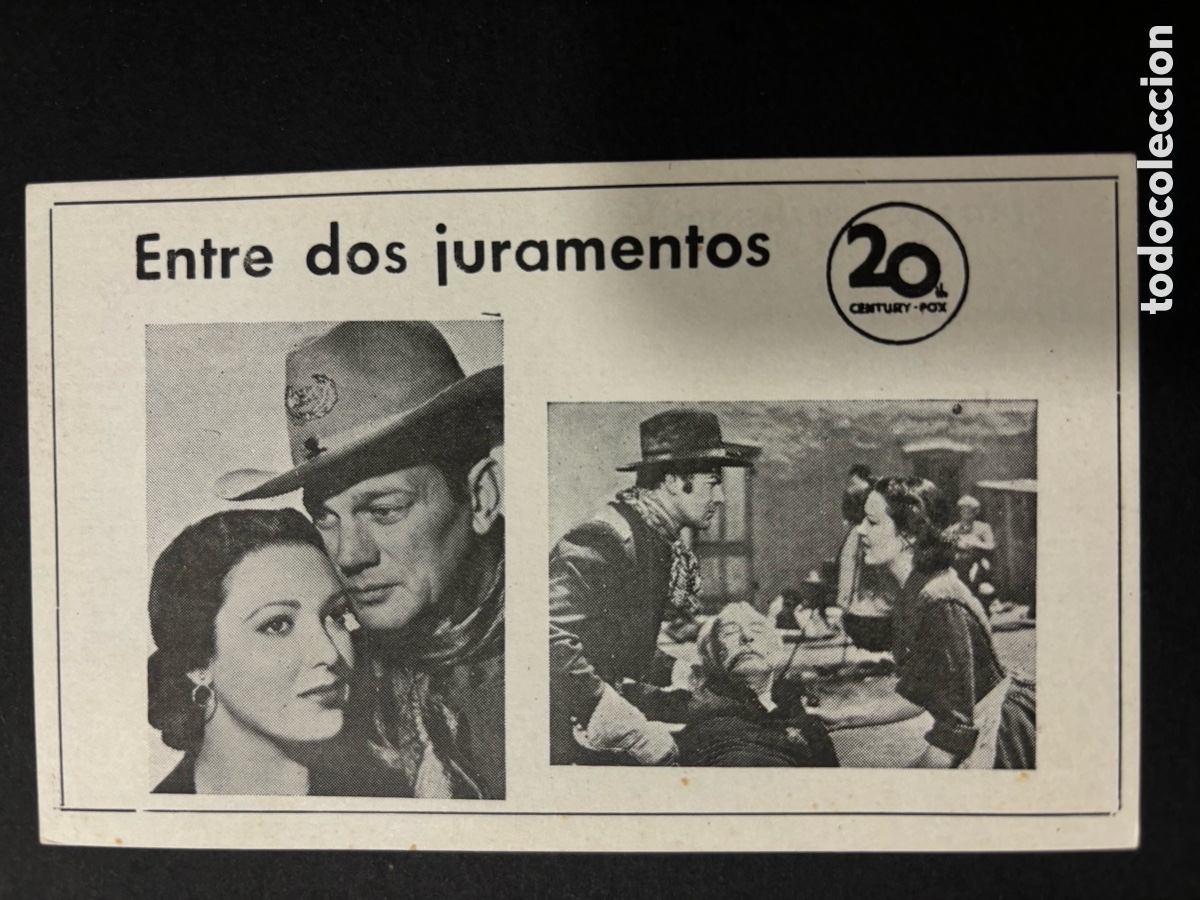 Entre dos juramentos
20th
CENTURY-FOX
todocoleccion